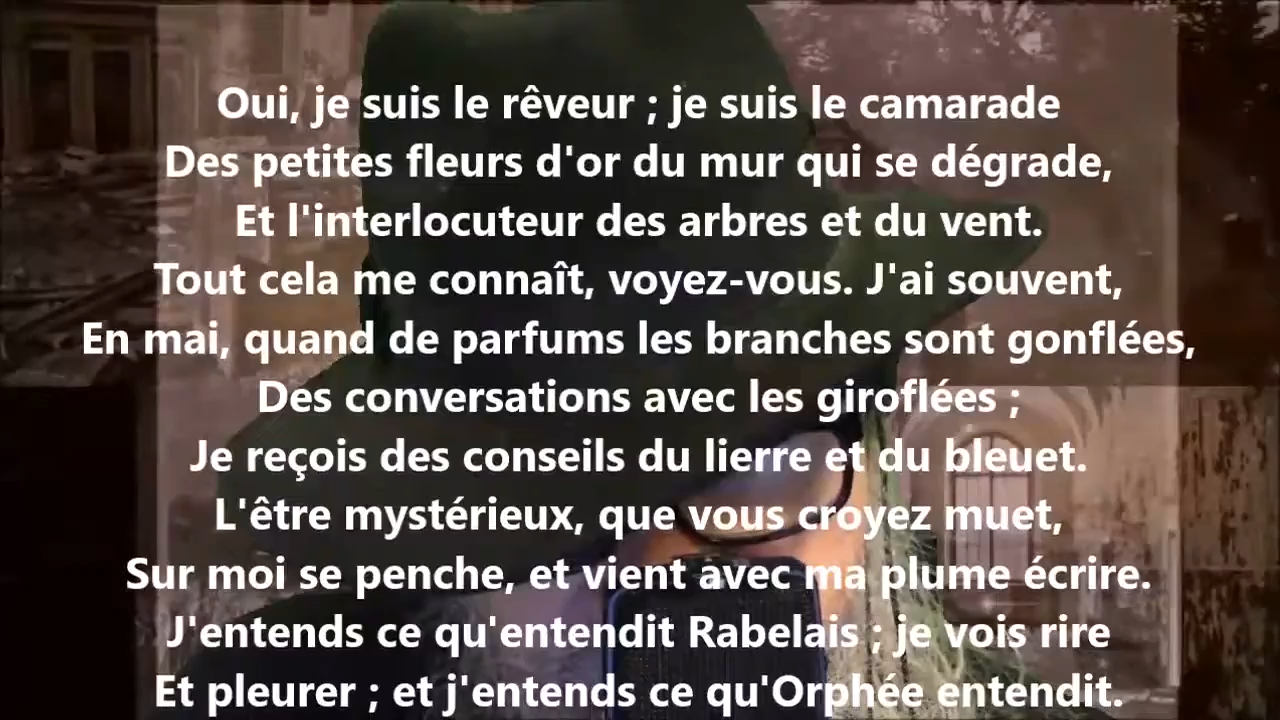 Oui, je suis le rêveur ; je suis le camarade
Des petites fleurs d'or du mur qui se dégrade,
Et l'interlocuteur des arbres et du vent.
Tout cela me connaît, voyez-vous. J'ai souvent,
En mai, quand de parfums les branches sont gonflées,
Des conversations avec les giroflées ;
Je reçois des conseils du lierre et du bleuet.
L'être mystérieux, que vous croyez muet,
Sur moi se penche, et vient avec ma plume écrire.
J'entends ce qu'entendit Rabelais ; je vois rire
Et pleurer ; et j'entends ce qu'Orphée entendit.